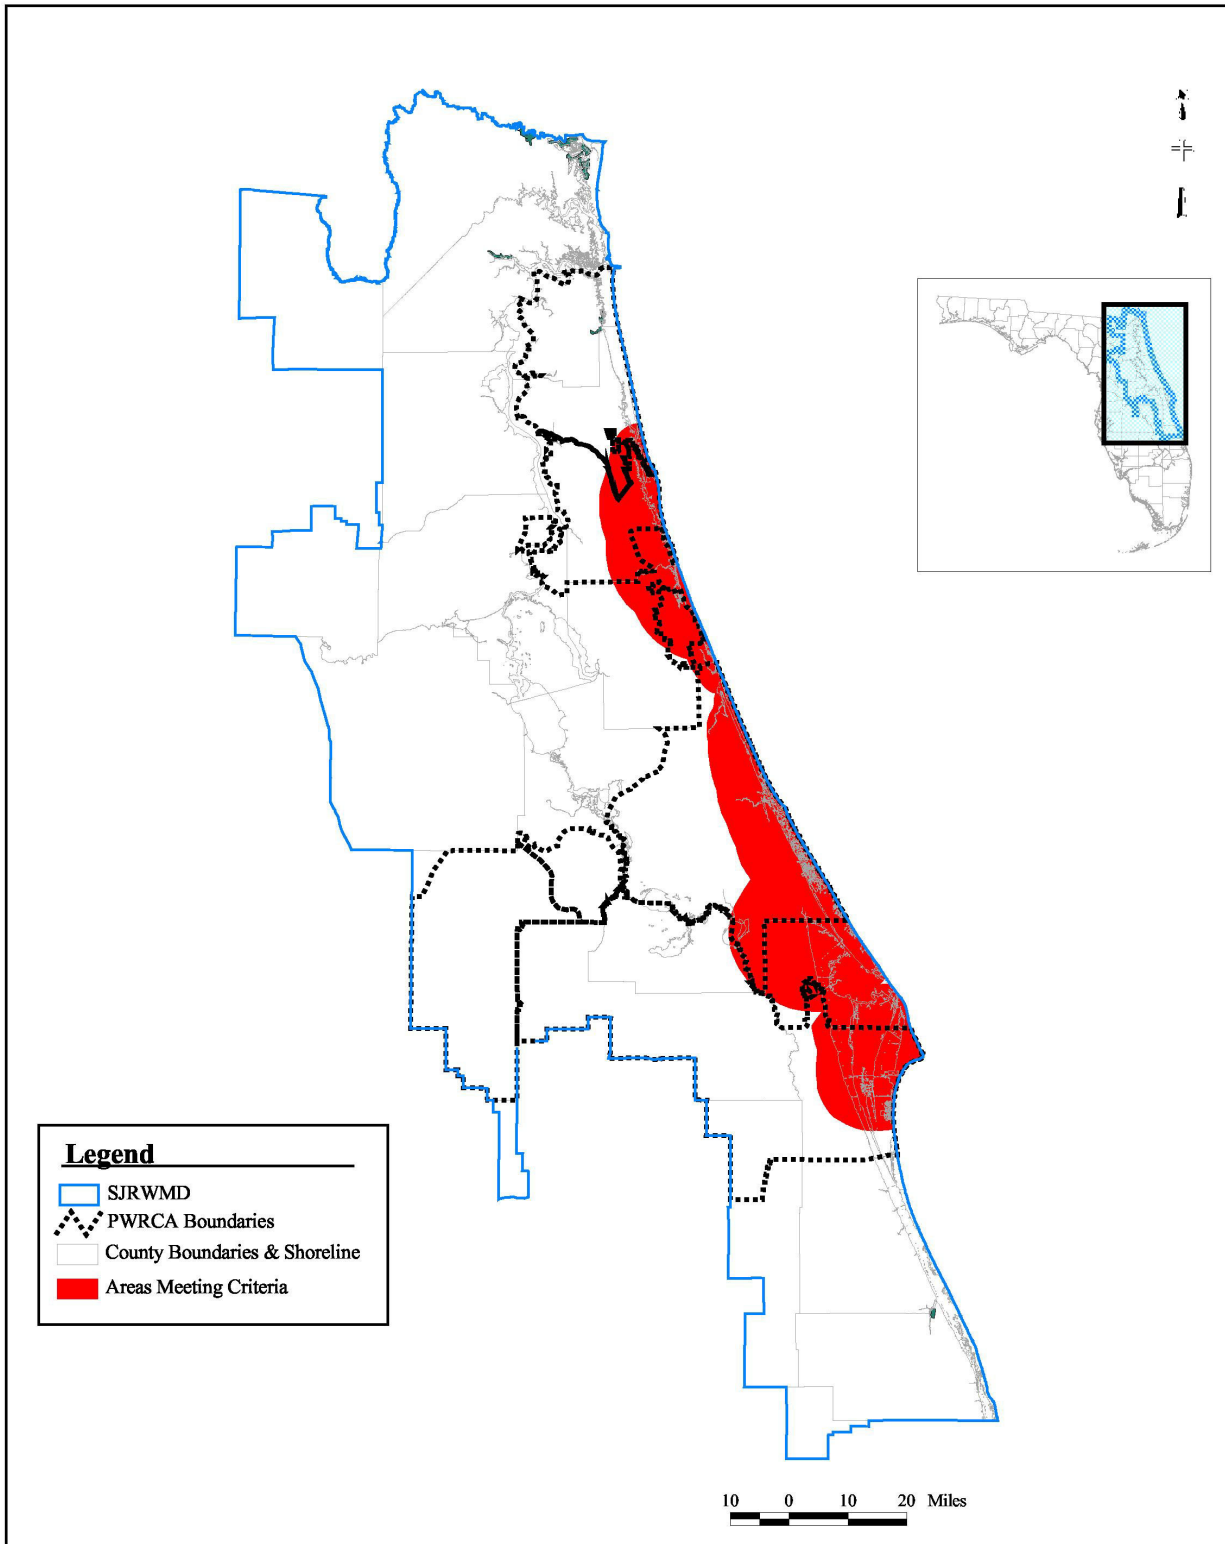 Legend
SJRWMD
PWRCA Boundaries
County Boundaries & Shoreline
Areas Meeting Criteria
10 0 10 20 Miles